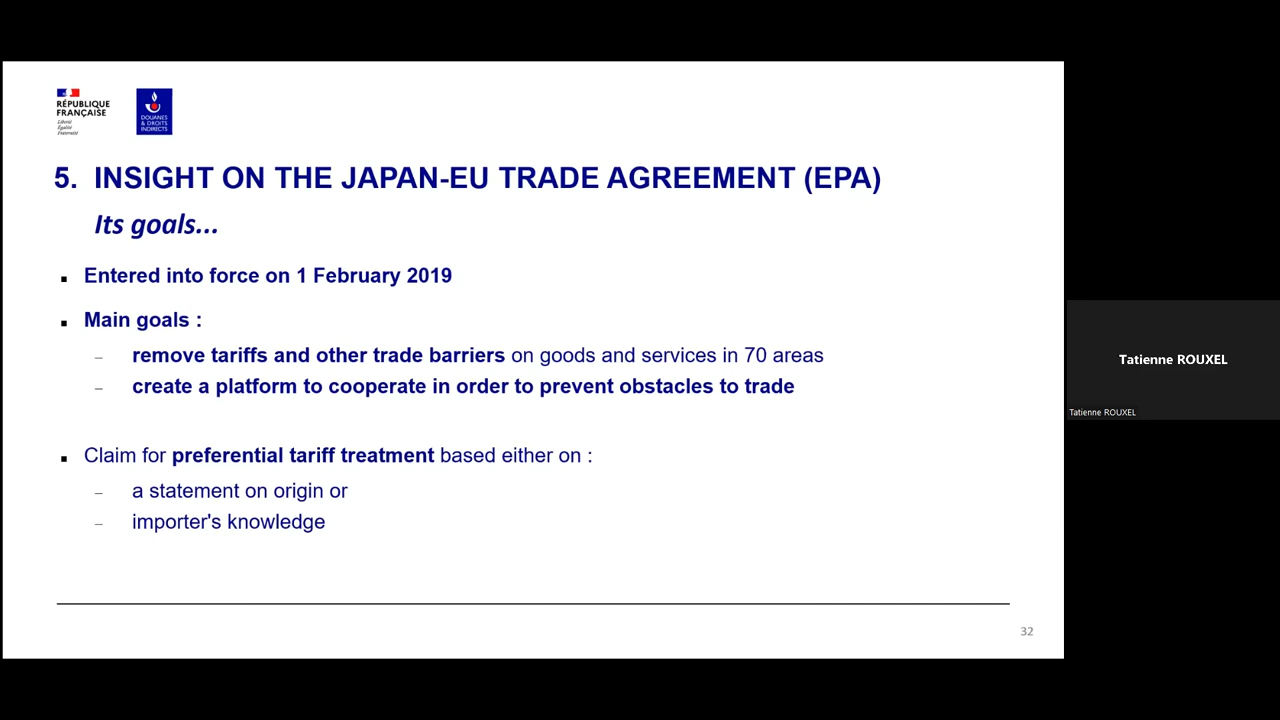 RÉPUBLIQUE
FRANÇAISE
Liberté
Égalité
Fraternité
DOUANES
& DROITS
INDIRECTS
5. INSIGHT ON THE JAPAN-EU TRADE AGREEMENT (EPA)
Its goals...
▪ Entered into force on 1 February 2019
▪ Main goals :
– remove tariffs and other trade barriers on goods and services in 70 areas
– create a platform to cooperate in order to prevent obstacles to trade
▪ Claim for preferential tariff treatment based either on :
– a statement on origin or
– importer's knowledge
32
Tatienne ROUXEL
Tatienne ROUXEL